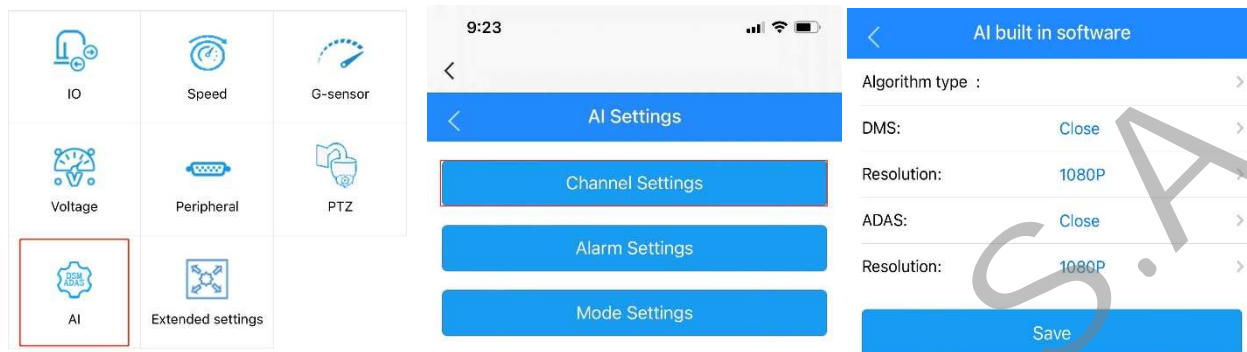 IO
Speed
G-sensor
V
Voltage
Peripheral
PTZ
DSM
ADAS
AI
Extended settings
9:23
AI Settings
Channel Settings
Alarm Settings
Mode Settings
AI built in software
Algorithm type :
DMS: Close
Resolution: 1080P
ADAS: Close
Resolution: 1080P
Save
S.A